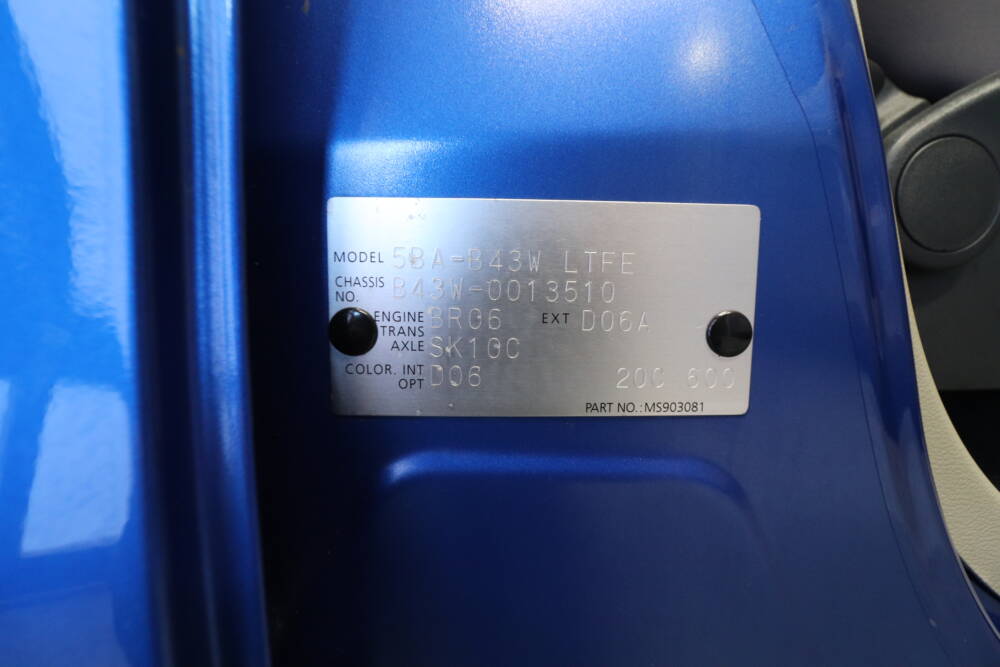 MODEL 5BA-B43W LTFE
CHASSIS NO. B43W-0013510
ENGINE BR06 EXT D06A
TRANS AXLE SK10C
COLOR. INT OPT D06 20C 600
PART NO.: MS903081